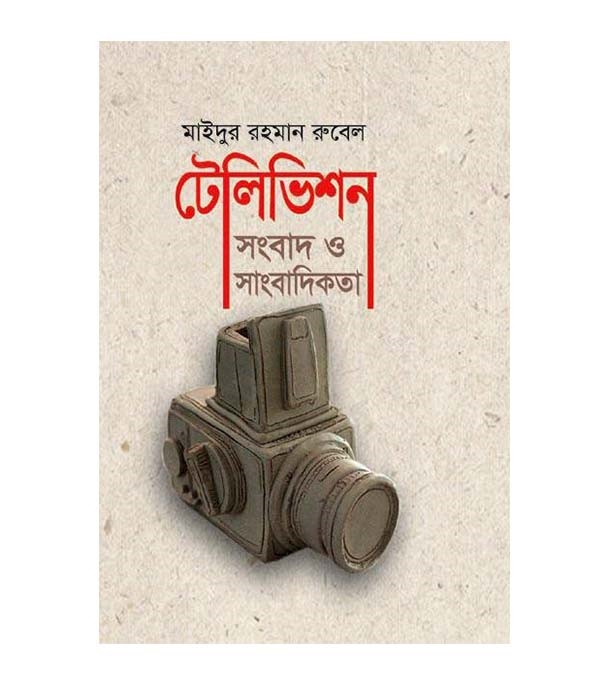 মাইদুর রহমান রুবেল
টেলিভিশন
সংবাদ ও
সাংবাদিকতা